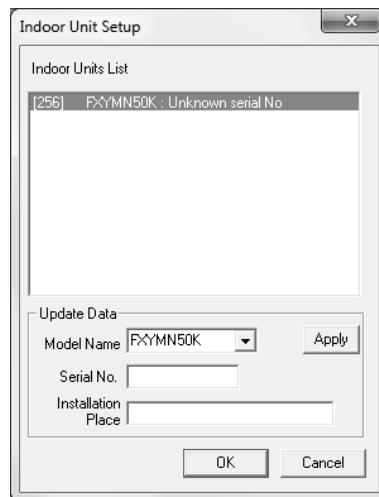 Indoor Unit Setup
x
Indoor Units List
[256] FXYMN50K : Unknown serial No
Update Data
Model Name FXYMN50K Apply
Serial No.
Installation
Place
OK Cancel